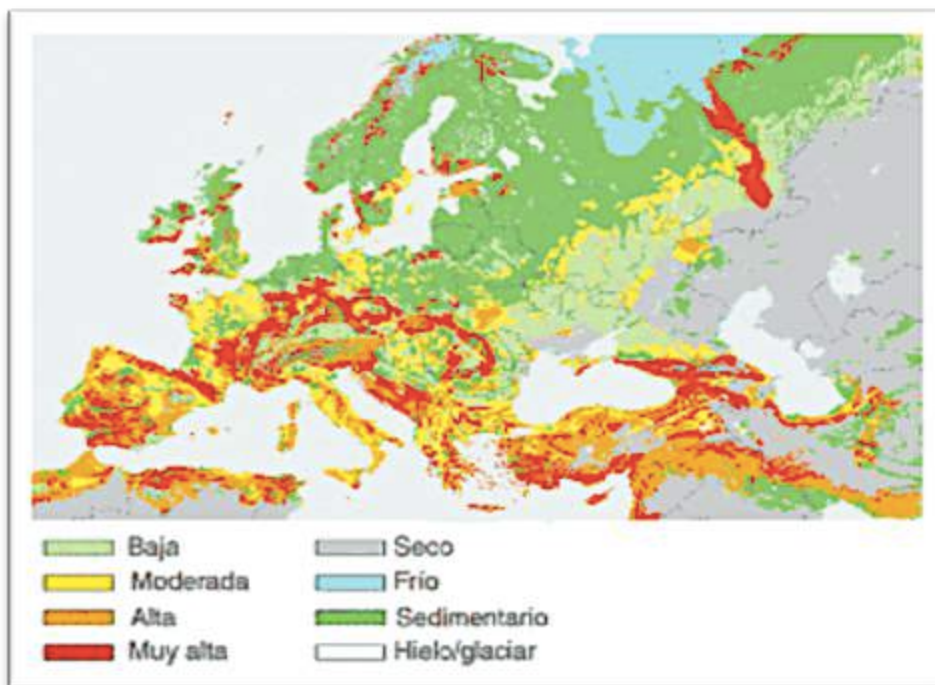 Baja
Moderada
Alta
Muy alta
Seco
Frío
Sedimentario
Hielo/glaciar